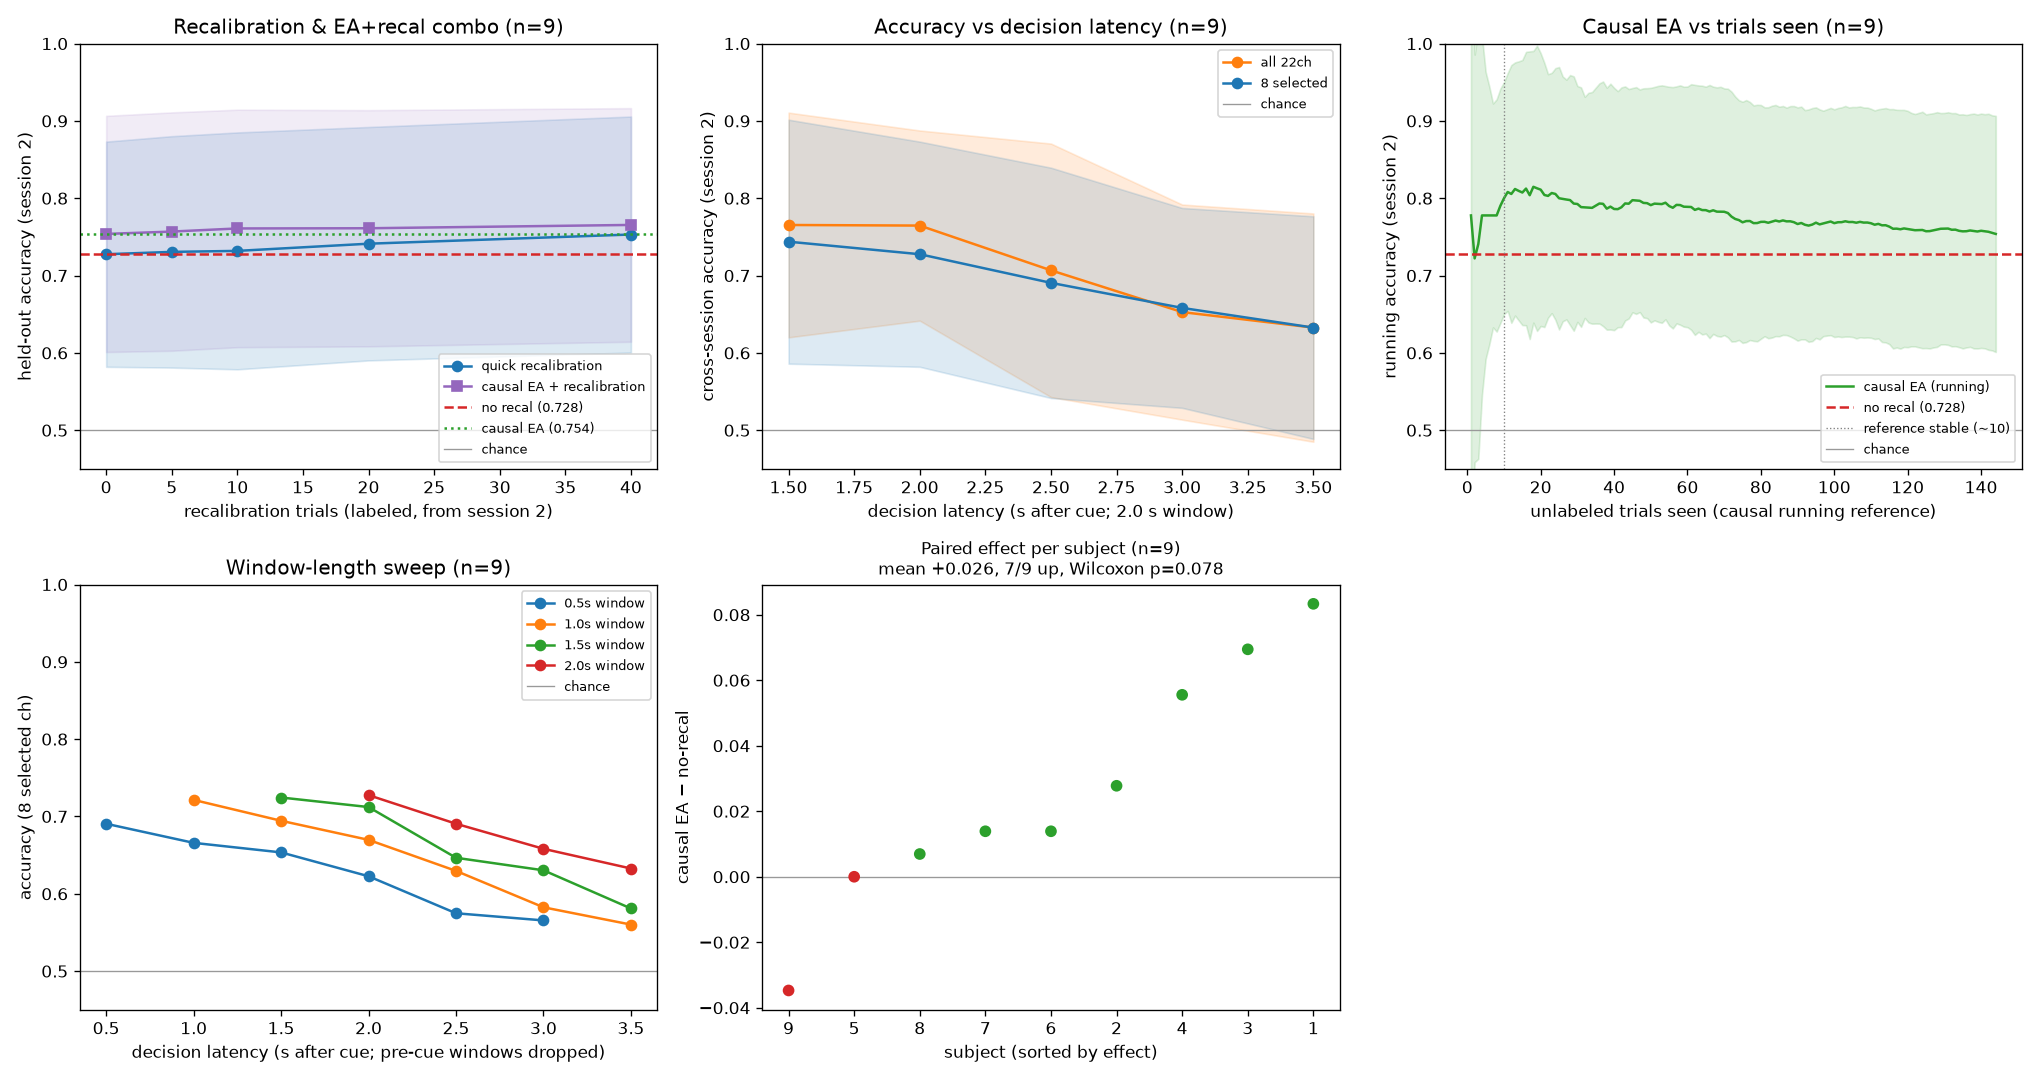 Recalibration & EA+recal combo (n=9)
1.0
0.9
0.8
0.7
0.6
0.5
held-out accuracy (session 2)
quick recalibration
causal EA + recalibration
no recal (0.728)
causal EA (0.754)
chance
0 5 10 15 20 25 30 35 40
recalibration trials (labeled, from session 2)
Accuracy vs decision latency (n=9)
1.0
0.9
0.8
0.7
0.6
0.5
cross-session accuracy (session 2)
all 22ch
8 selected
chance
1.50 1.75 2.00 2.25 2.50 2.75 3.00 3.25 3.50
decision latency (s after cue; 2.0 s window)
Causal EA vs trials seen (n=9)
1.0
0.9
0.8
0.7
0.6
0.5
running accuracy (session 2)
causal EA (running)
no recal (0.728)
reference stable (~10)
chance
0 20 40 60 80 100 120 140
unlabeled trials seen (causal running reference)
Window-length sweep (n=9)
1.0
0.9
0.8
0.7
0.6
0.5
accuracy (8 selected ch)
0.5s window
1.0s window
1.5s window
2.0s window
chance
0.5 1.0 1.5 2.0 2.5 3.0 3.5
decision latency (s after cue; pre-cue windows dropped)
Paired effect per subject (n=9)
mean +0.026, 7/9 up, Wilcoxon p=0.078
0.08
0.06
0.04
0.02
0.00
−0.02
−0.04
causal EA − no-recal
9 5 8 7 6 2 4 3 1
subject (sorted by effect)